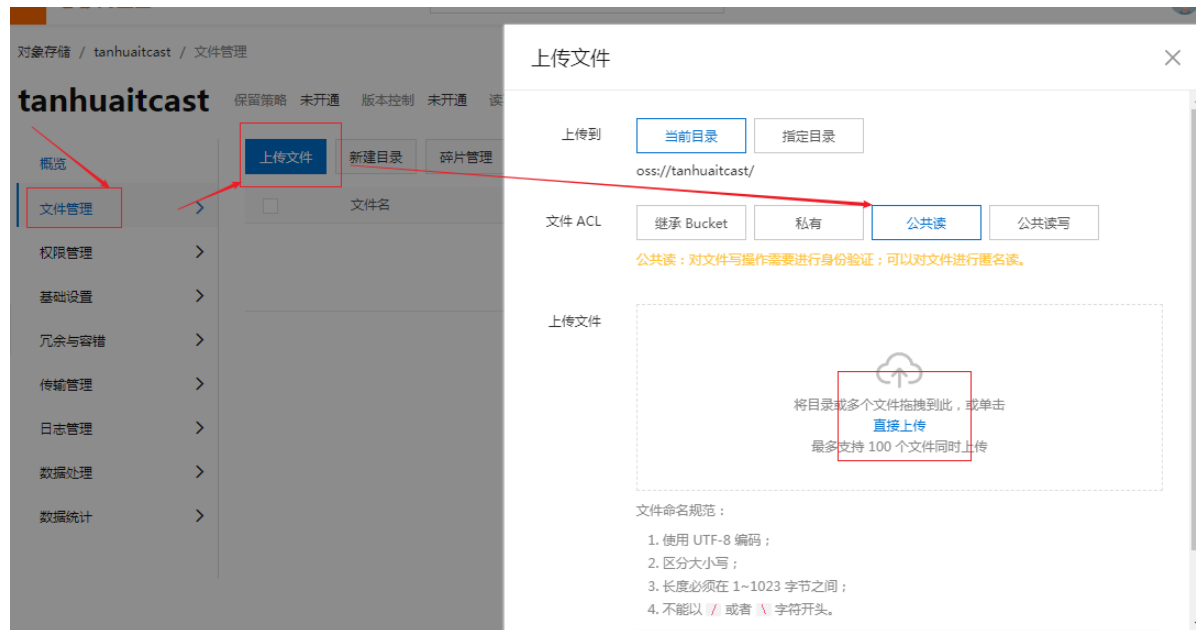 对象存储 / tanhuaitcast / 文件管理
tanhuaitcast 保留策略 未开通 版本控制 未开通 读
概览
文件管理
权限管理
基础设置
冗余与容错
传输管理
日志管理
数据处理
数据统计
上传文件 新建目录 碎片管理
文件名
上传文件
上传到 当前目录 指定目录
oss://tanhuaitcast/
文件 ACL 继承 Bucket 私有 公共读 公共读写
公共读：对文件写操作需要进行身份验证；可以对文件进行匿名读。
上传文件
将目录或多个文件拖拽到此，或单击
直接上传
最多支持 100 个文件同时上传
文件命名规范：
1. 使用 UTF-8 编码；
2. 区分大小写；
3. 长度必须在 1~1023 字节之间；
4. 不能以 / 或者 \ 字符开头。